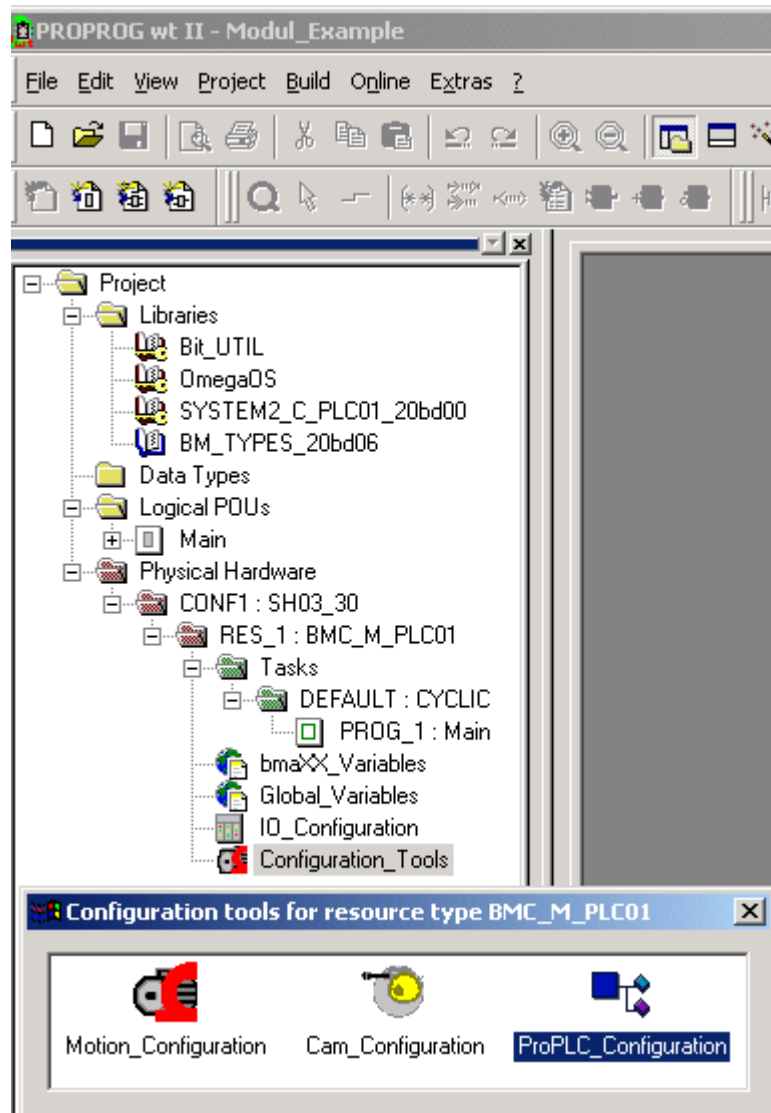 PROPROG wt II - Modul_Example
File Edit View Project Build Online Extras ?
Project
Libraries
Bit_UTIL
OmegaOS
SYSTEM2_C_PLC01_20bd00
BM_TYPES_20bd06
Data Types
Logical POUs
Main
Physical Hardware
CONF1 : SH03_30
RES_1 : BMC_M_PLC01
Tasks
DEFAULT : CYCLIC
PROG_1 : Main
bmaXX_Variables
Global_Variables
IO_Configuration
Configuration_Tools
Configuration tools for resource type BMC_M_PLC01
Motion_Configuration Cam_Configuration ProPLC_Configuration